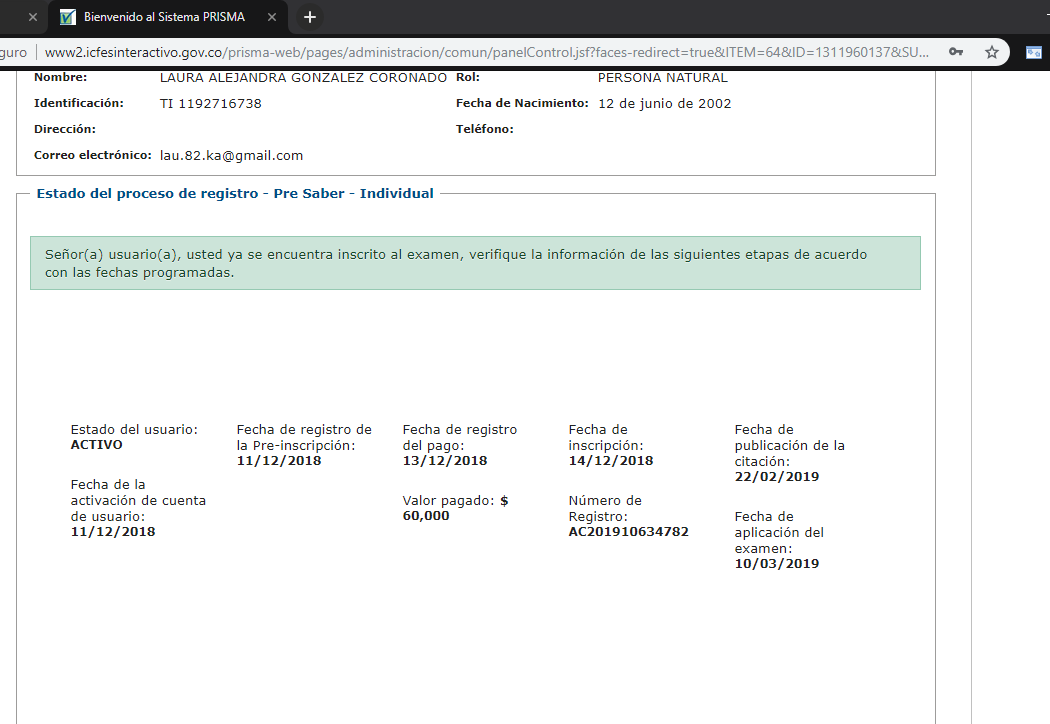 Bienvenido al Sistema PRISMA
guro www2.icfesinteractivo.gov.co/prisma-web/pages/administracion/comun/panelControl.jsf?faces-redirect=true&ITEM=64&ID=1311960137&SU...
Nombre: LAURA ALEJANDRA GONZALEZ CORONADO Rol: PERSONA NATURAL
Identificación: TI 1192716738 Fecha de Nacimiento: 12 de junio de 2002
Dirección: Teléfono:
Correo electrónico: lau.82.ka@gmail.com
Estado del proceso de registro - Pre Saber - Individual
Señor(a) usuario(a), usted ya se encuentra inscrito al examen, verifique la información de las siguientes etapas de acuerdo
con las fechas programadas.
Estado del usuario:
ACTIVO
Fecha de la
activación de cuenta
de usuario:
11/12/2018
Fecha de registro de
la Pre-inscripción:
11/12/2018
Fecha de registro
del pago:
13/12/2018
Valor pagado: $
60,000
Fecha de
inscripción:
14/12/2018
Número de
Registro:
AC201910634782
Fecha de
publicación de la
citación:
22/02/2019
Fecha de
aplicación del
examen:
10/03/2019